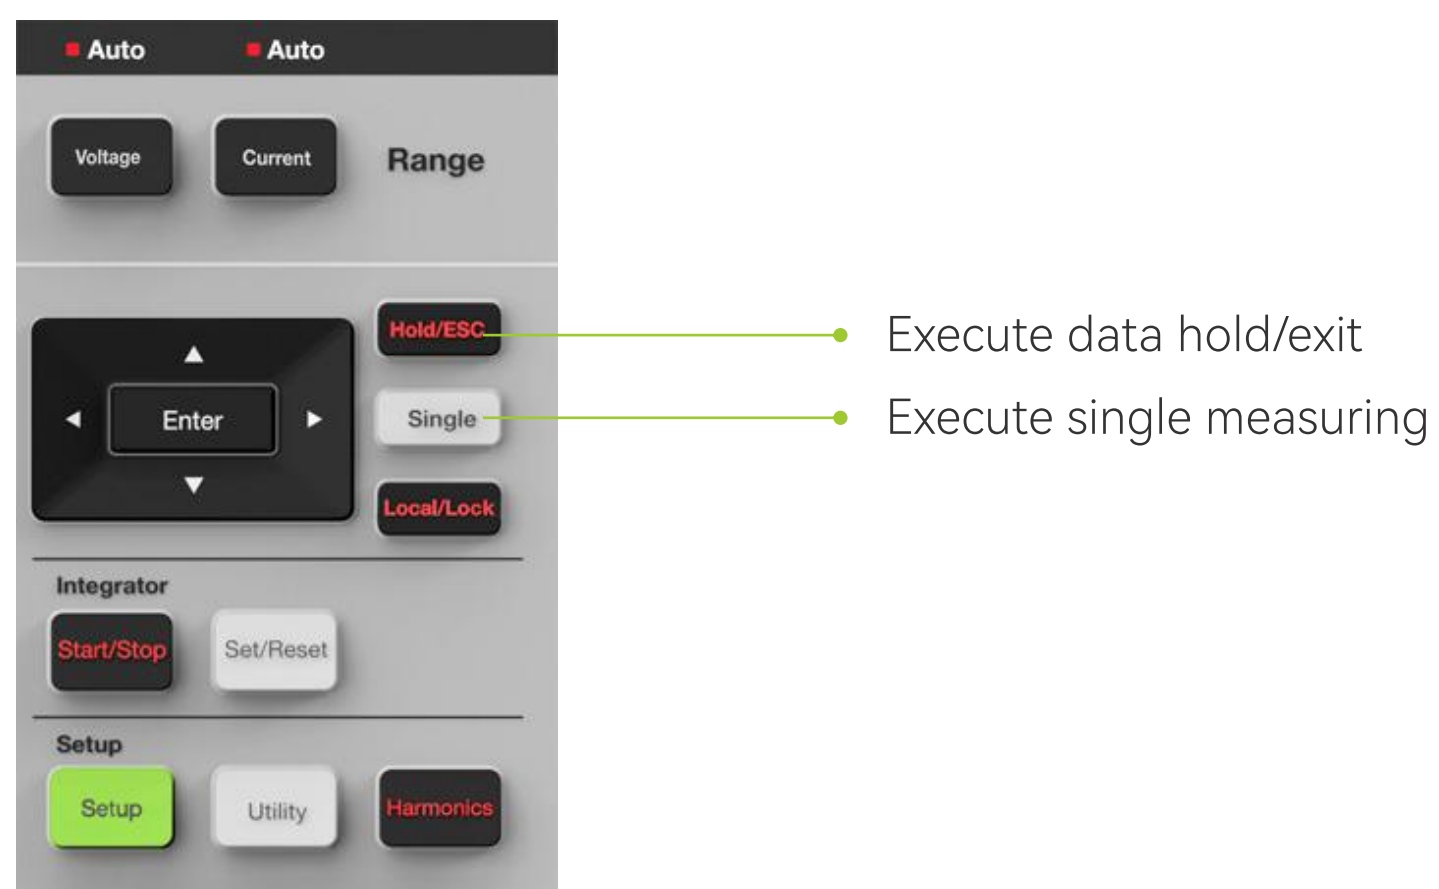 Auto Auto
Voltage Current Range
Hold/ESC Execute data hold/exit
Enter Single Execute single measuring
Local/Lock
Integrator
Start/Stop Set/Reset
Setup
Setup Utility Harmonics